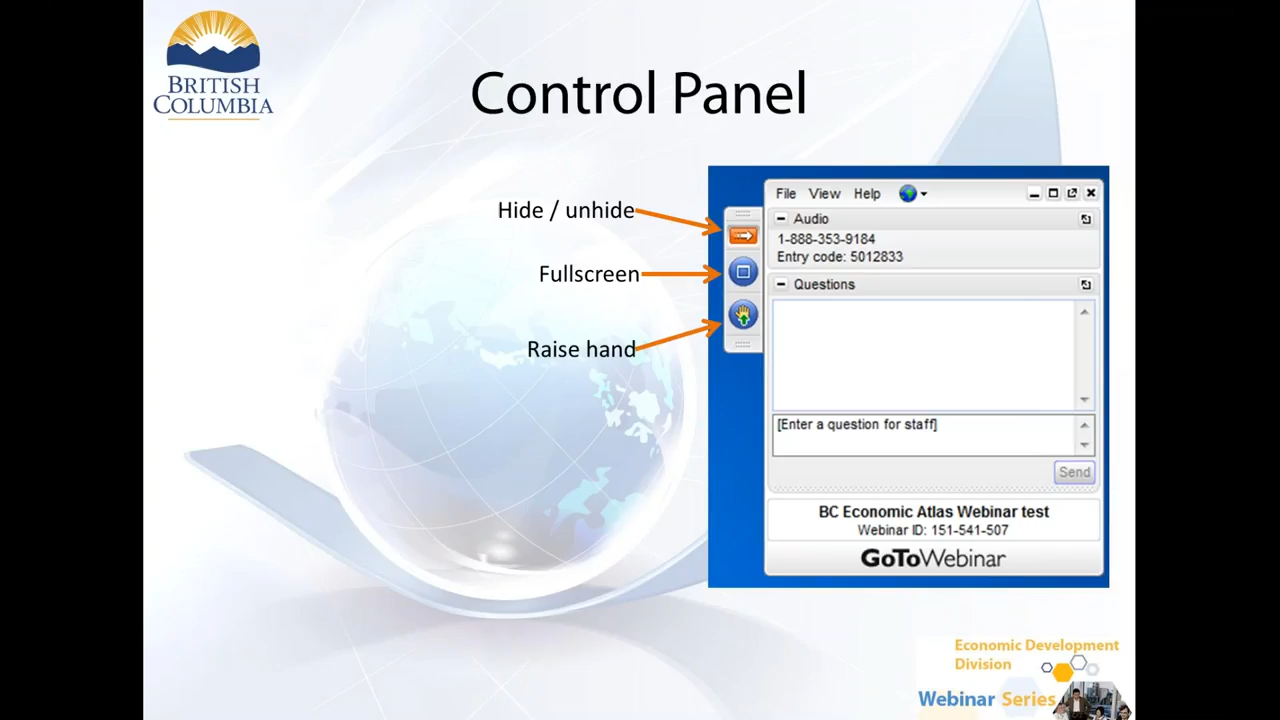 BRITISH
COLUMBIA
Control Panel
Hide / unhide
Fullscreen
Raise hand
File View Help
Audio
1-888-353-9184
Entry code: 5012833
Questions
[Enter a question for staff]
Send
BC Economic Atlas Webinar test
Webinar ID: 151-541-507
GoToWebinar
Economic Development
Division
Webinar Series